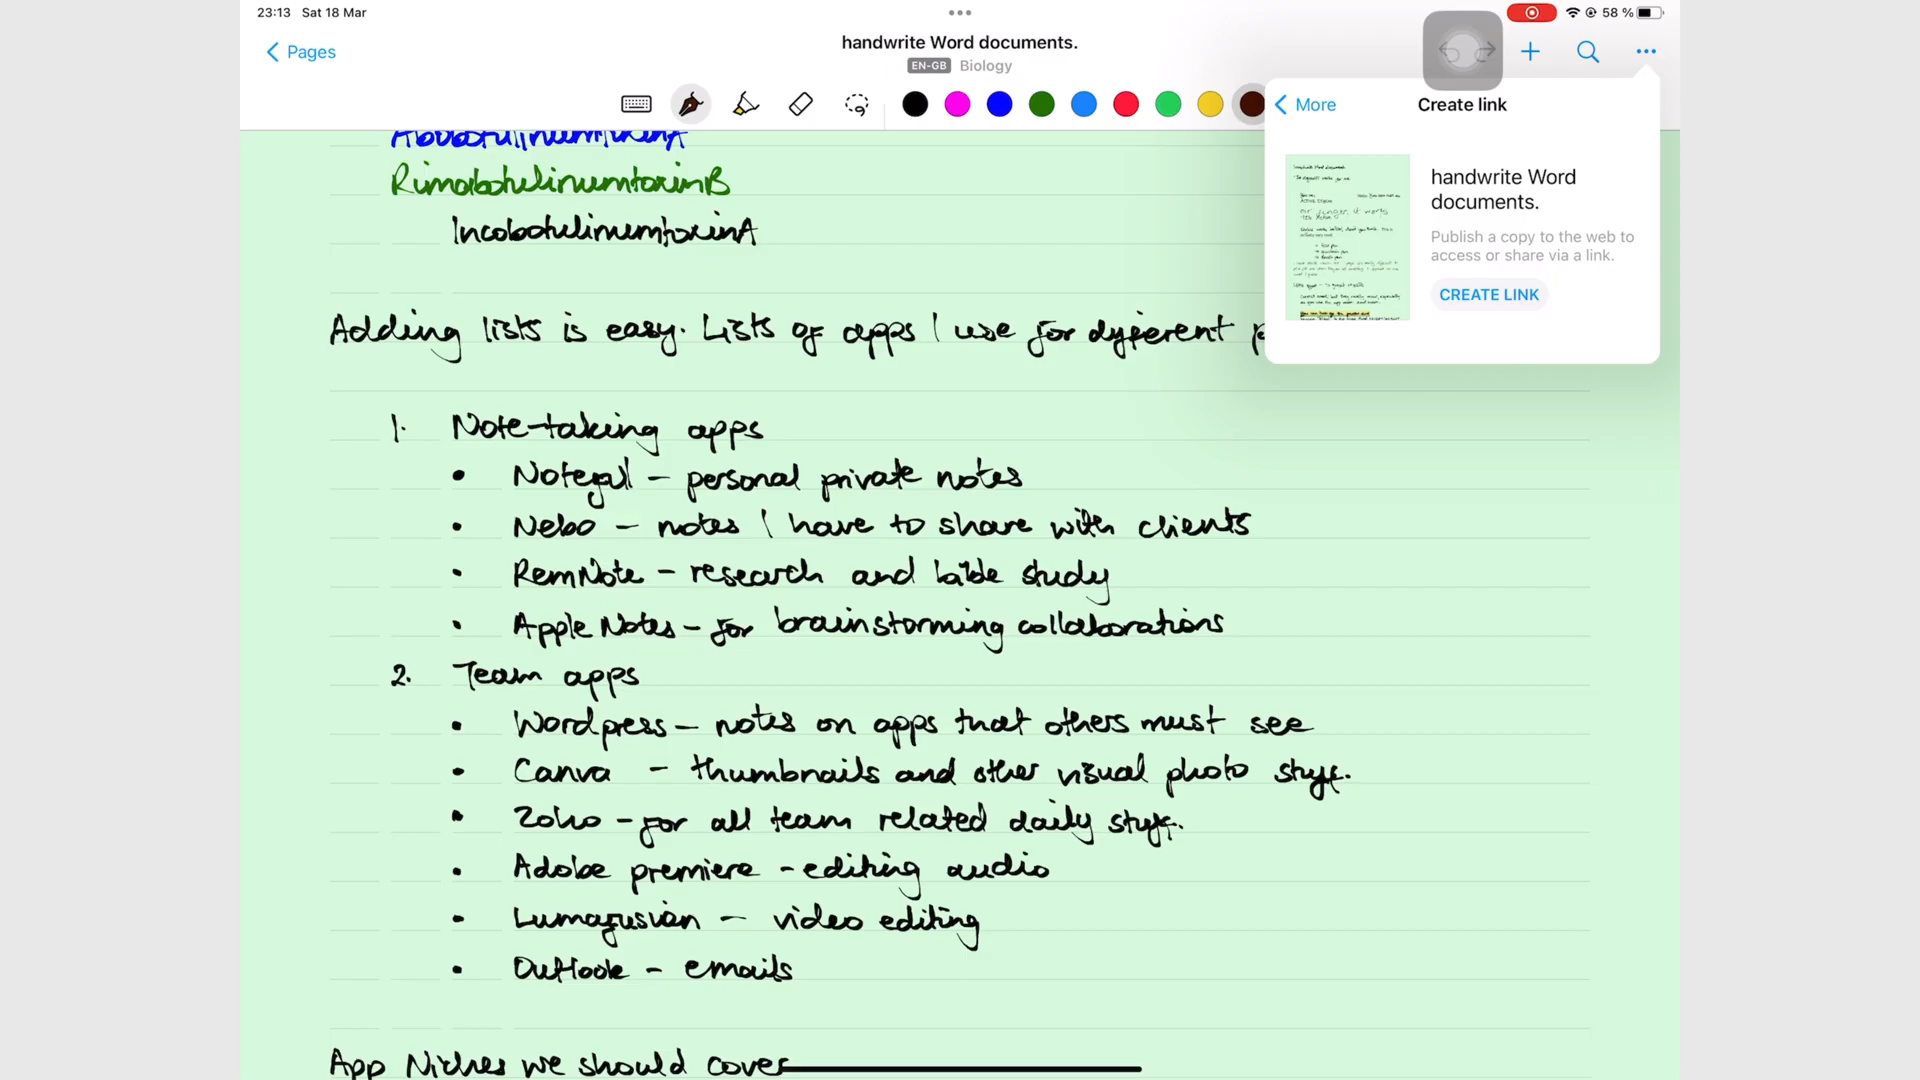 23:13 Sat 18 Mar
58 %
Pages
handwrite Word documents.
EN-GB Biology
More
Create link
handwrite Word
documents.
Publish a copy to the web to
access or share via a link.
CREATE LINK
RimabotulinumtoxinB
IncobotulinumtoxinA
Adding lists is easy. Lists of apps I use for different p
1. Note-taking apps
• Notegul – personal private notes
• Nebo – notes I have to share with clients
• RemNote – research and bible study
• Apple Notes – for brainstorming collaborations
2. Team apps
• Wordpress – notes on apps that others must see
• Canva – thumbnails and other visual photo stuff.
• Zoho – for all team related daily stuff.
• Adobe premiere – editing audio
• Lumafusion – video editing
• Outlook – emails
App Niches we should cover